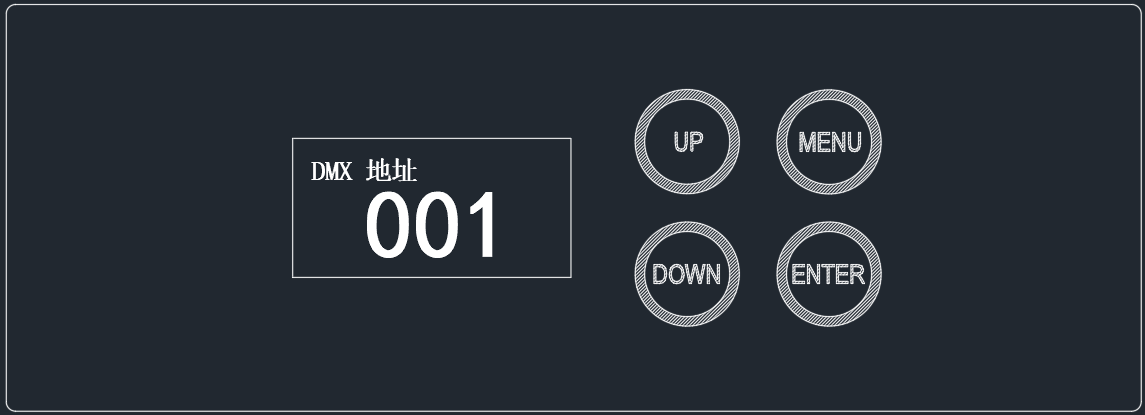 DMX 地址
001
UP
MENU
DOWN
ENTER